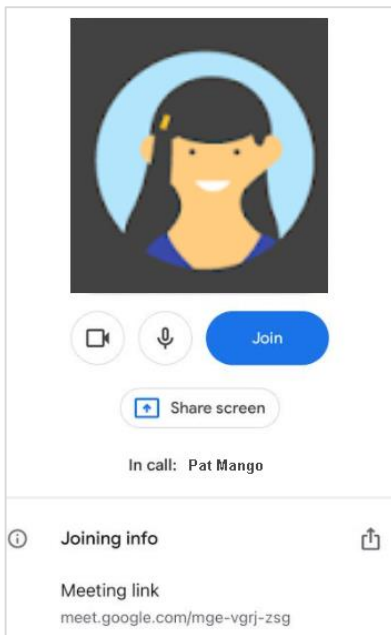 Join
Share screen
In call: Pat Mango
Joining info
Meeting link
meet.google.com/mge-vgrj-zsg